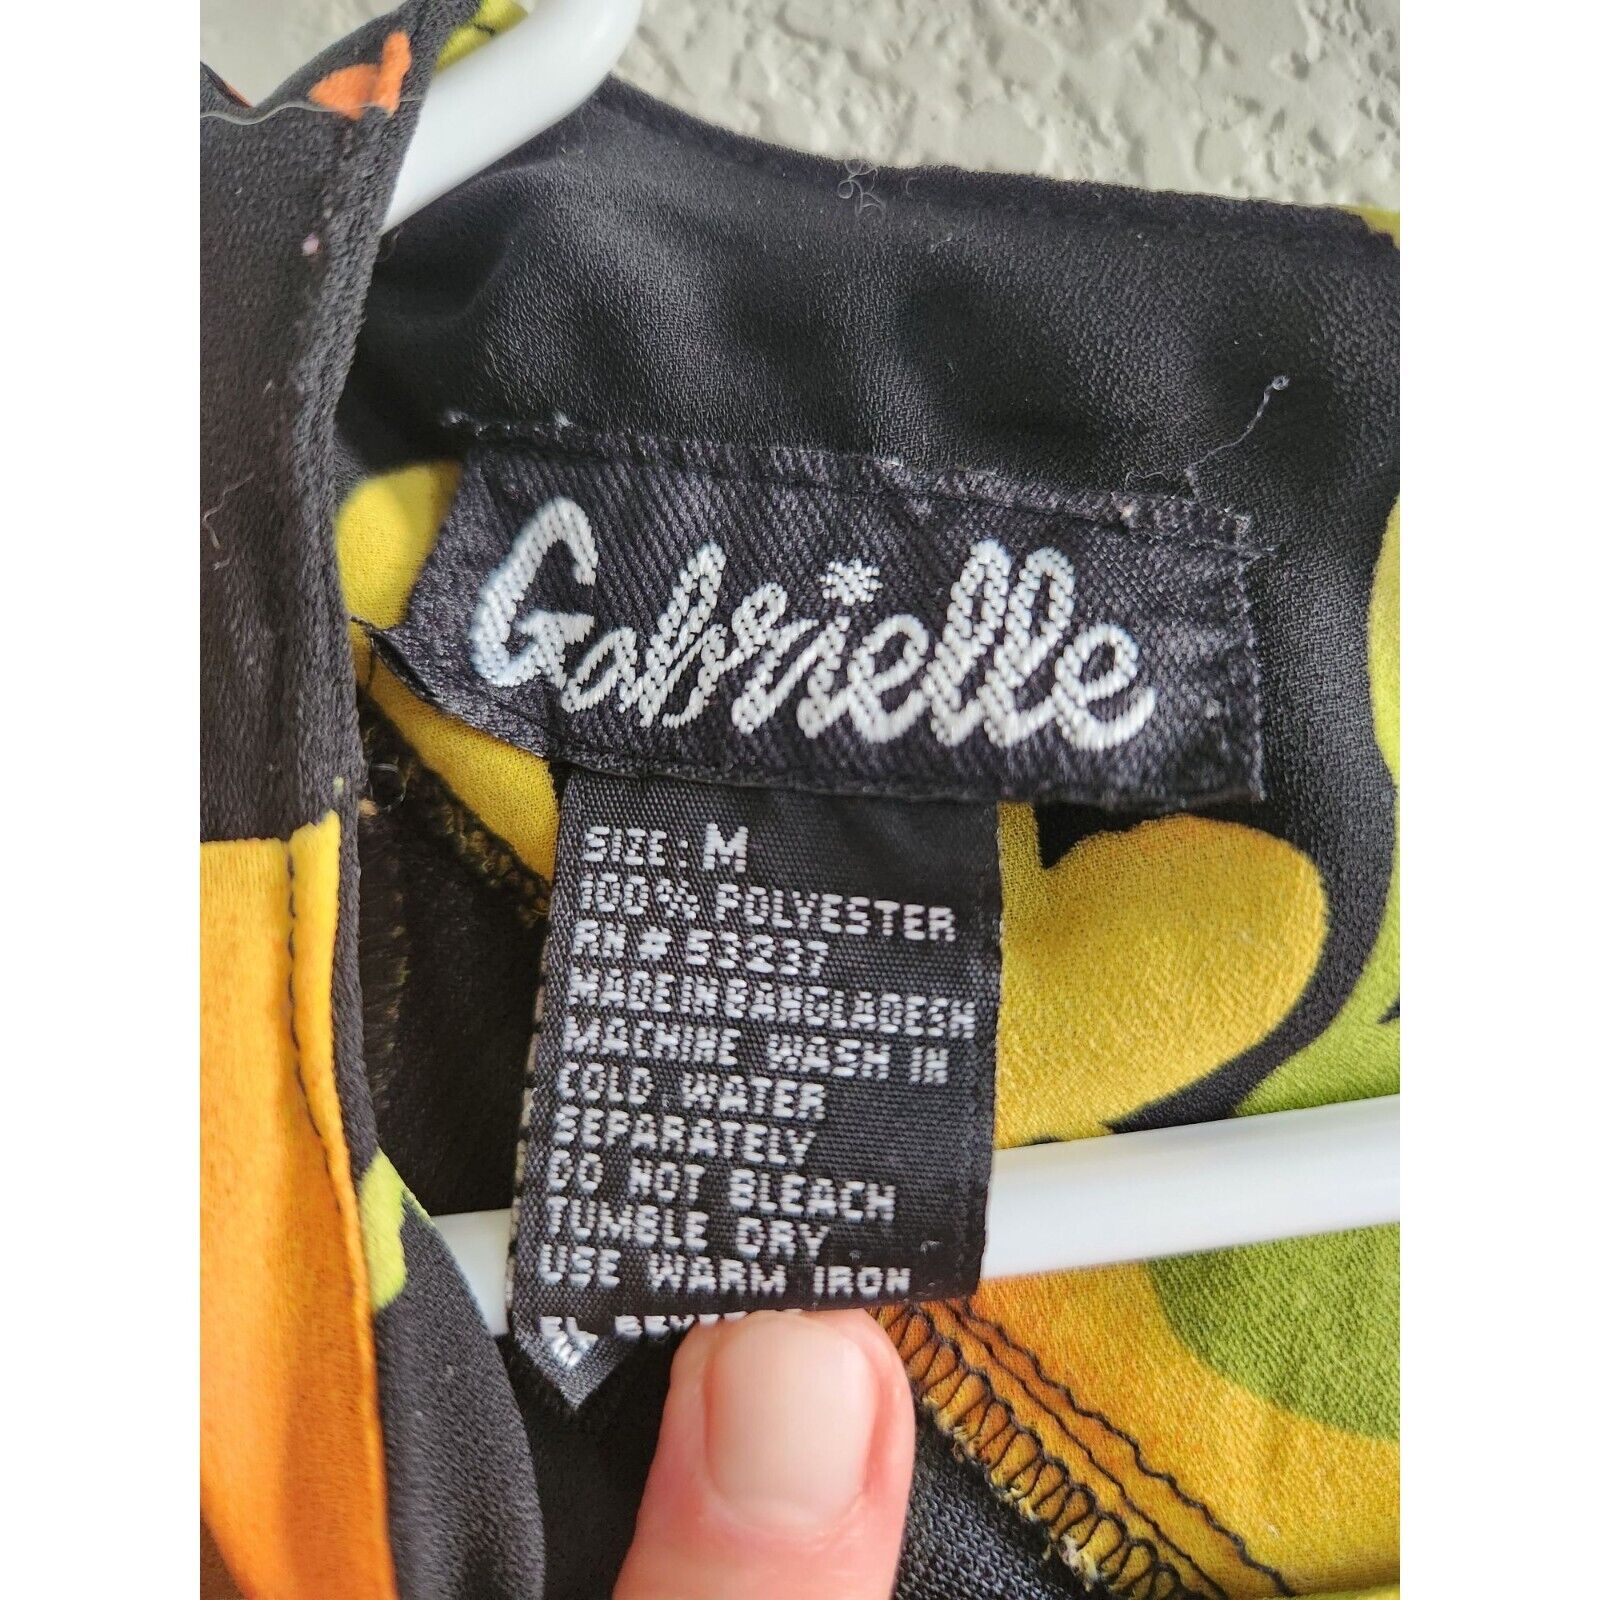 Gabrielle
SIZE: M
100% POLYESTER
RN # 53237
MADE IN BANGLADESH
MACHINE WASH IN
COLD WATER
SEPARATELY
DO NOT BLEACH
TUMBLE DRY
USE WARM IRON